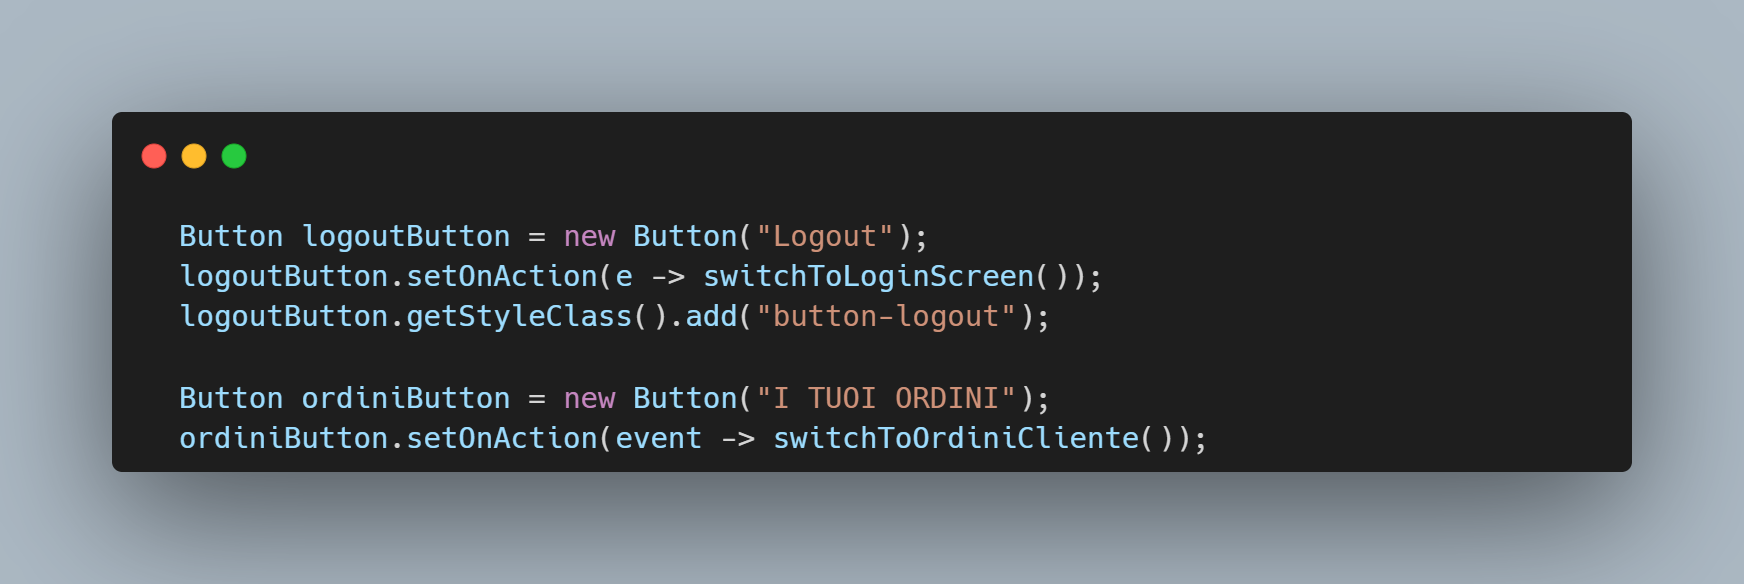 Button logoutButton = new Button("Logout");
logoutButton.setOnAction(e -> switchToLoginScreen());
logoutButton.getStyleClass().add("button-logout");
Button ordiniButton = new Button("I TUOI ORDINI");
ordiniButton.setOnAction(event -> switchToOrdiniCliente());